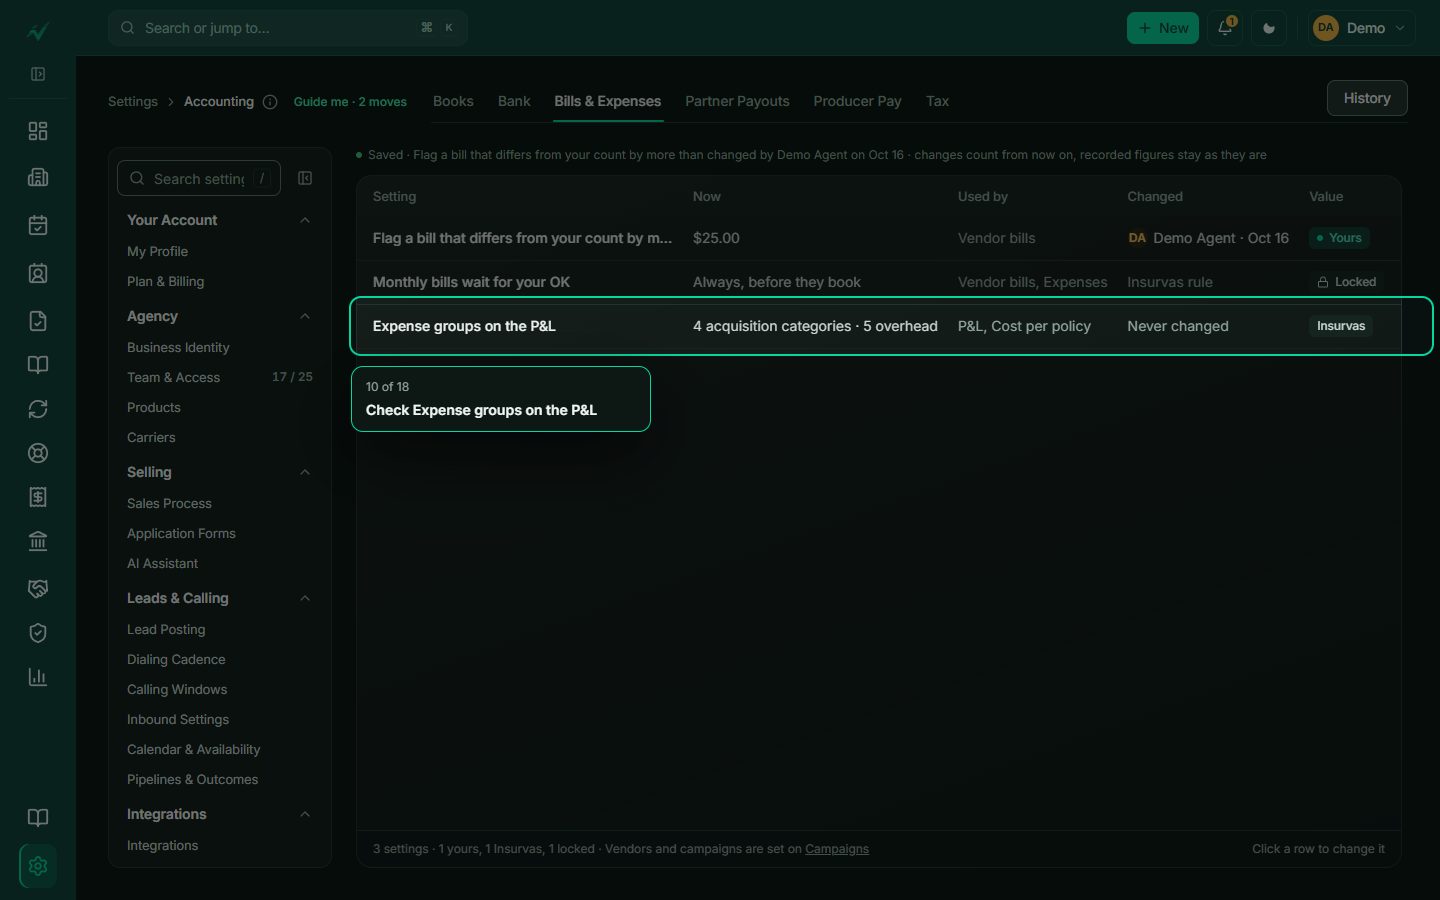 Search or jump to...
⌘ K
New
1
DA
Demo
Settings
Accounting
Guide me · 2 moves
Books
Bank
Bills & Expenses
Partner Payouts
Producer Pay
Tax
History
Search setting
/
Your Account
My Profile
Plan & Billing
Agency
Business Identity
Team & Access
17 / 25
Products
Carriers
Selling
Sales Process
Application Forms
AI Assistant
Leads & Calling
Lead Posting
Dialing Cadence
Calling Windows
Inbound Settings
Calendar & Availability
Pipelines & Outcomes
Integrations
Integrations
Saved · Flag a bill that differs from your count by more than changed by Demo Agent on Oct 16 · changes count from now on, recorded figures stay as they are
Setting
Now
Used by
Changed
Value
Flag a bill that differs from your count by m...
$25.00
Vendor bills
DA
Demo Agent · Oct 16
Yours
Monthly bills wait for your OK
Always, before they book
Vendor bills, Expenses
Insurvas rule
Locked
Expense groups on the P&L
4 acquisition categories · 5 overhead
P&L, Cost per policy
Never changed
Insurvas
10 of 18
Check Expense groups on the P&L
3 settings · 1 yours, 1 Insurvas, 1 locked · Vendors and campaigns are set on Campaigns
Click a row to change it